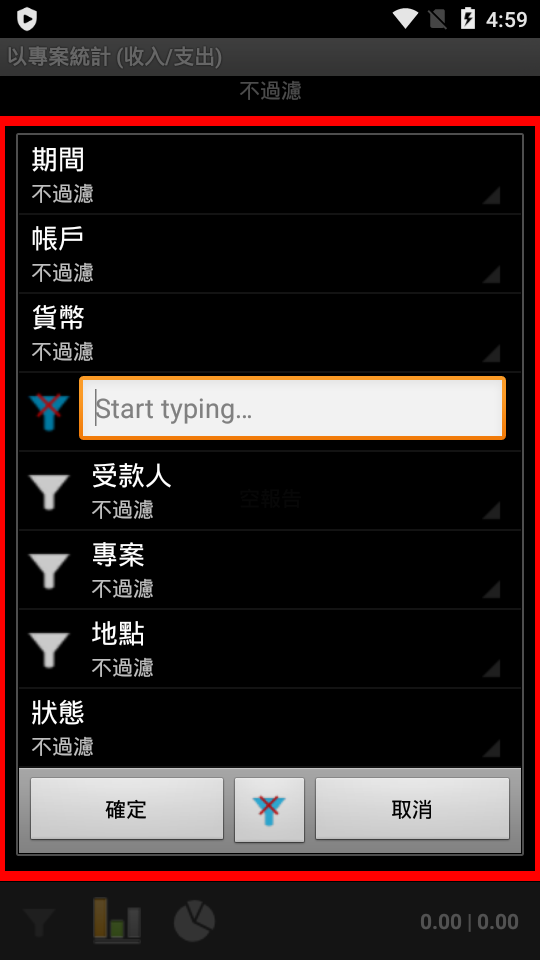 4:59
以專案統計 (收入/支出)
不過濾
期間
不過濾
帳戶
不過濾
貨幣
不過濾
Start typing…
受款人
不過濾
空報告
專案
不過濾
地點
不過濾
狀態
不過濾
確定
取消
0.00 | 0.00